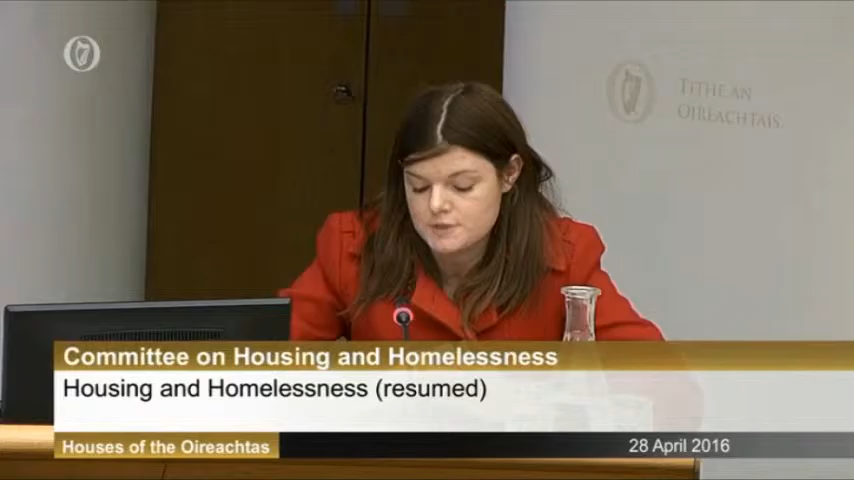 TITHE AN
OIREACHTAIS
Committee on Housing and Homelessness
Housing and Homelessness (resumed)
Houses of the Oireachtas
28 April 2016